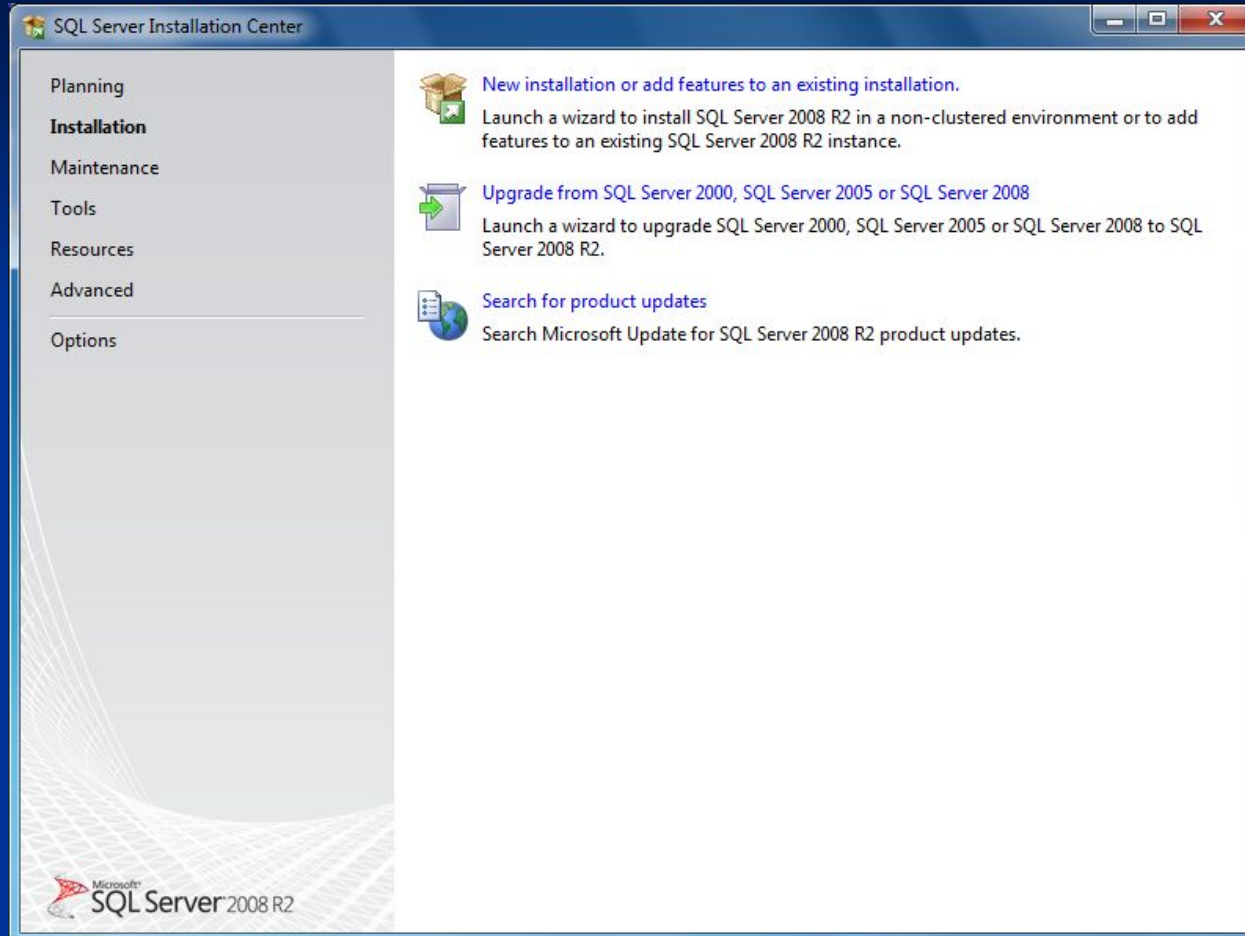 SQL Server Installation Center
Planning
Installation
Maintenance
Tools
Resources
Advanced
Options
New installation or add features to an existing installation.
Launch a wizard to install SQL Server 2008 R2 in a non-clustered environment or to add
features to an existing SQL Server 2008 R2 instance.
Upgrade from SQL Server 2000, SQL Server 2005 or SQL Server 2008
Launch a wizard to upgrade SQL Server 2000, SQL Server 2005 or SQL Server 2008 to SQL
Server 2008 R2.
Search for product updates
Search Microsoft Update for SQL Server 2008 R2 product updates.
Microsoft®
SQL Server™ 2008 R2